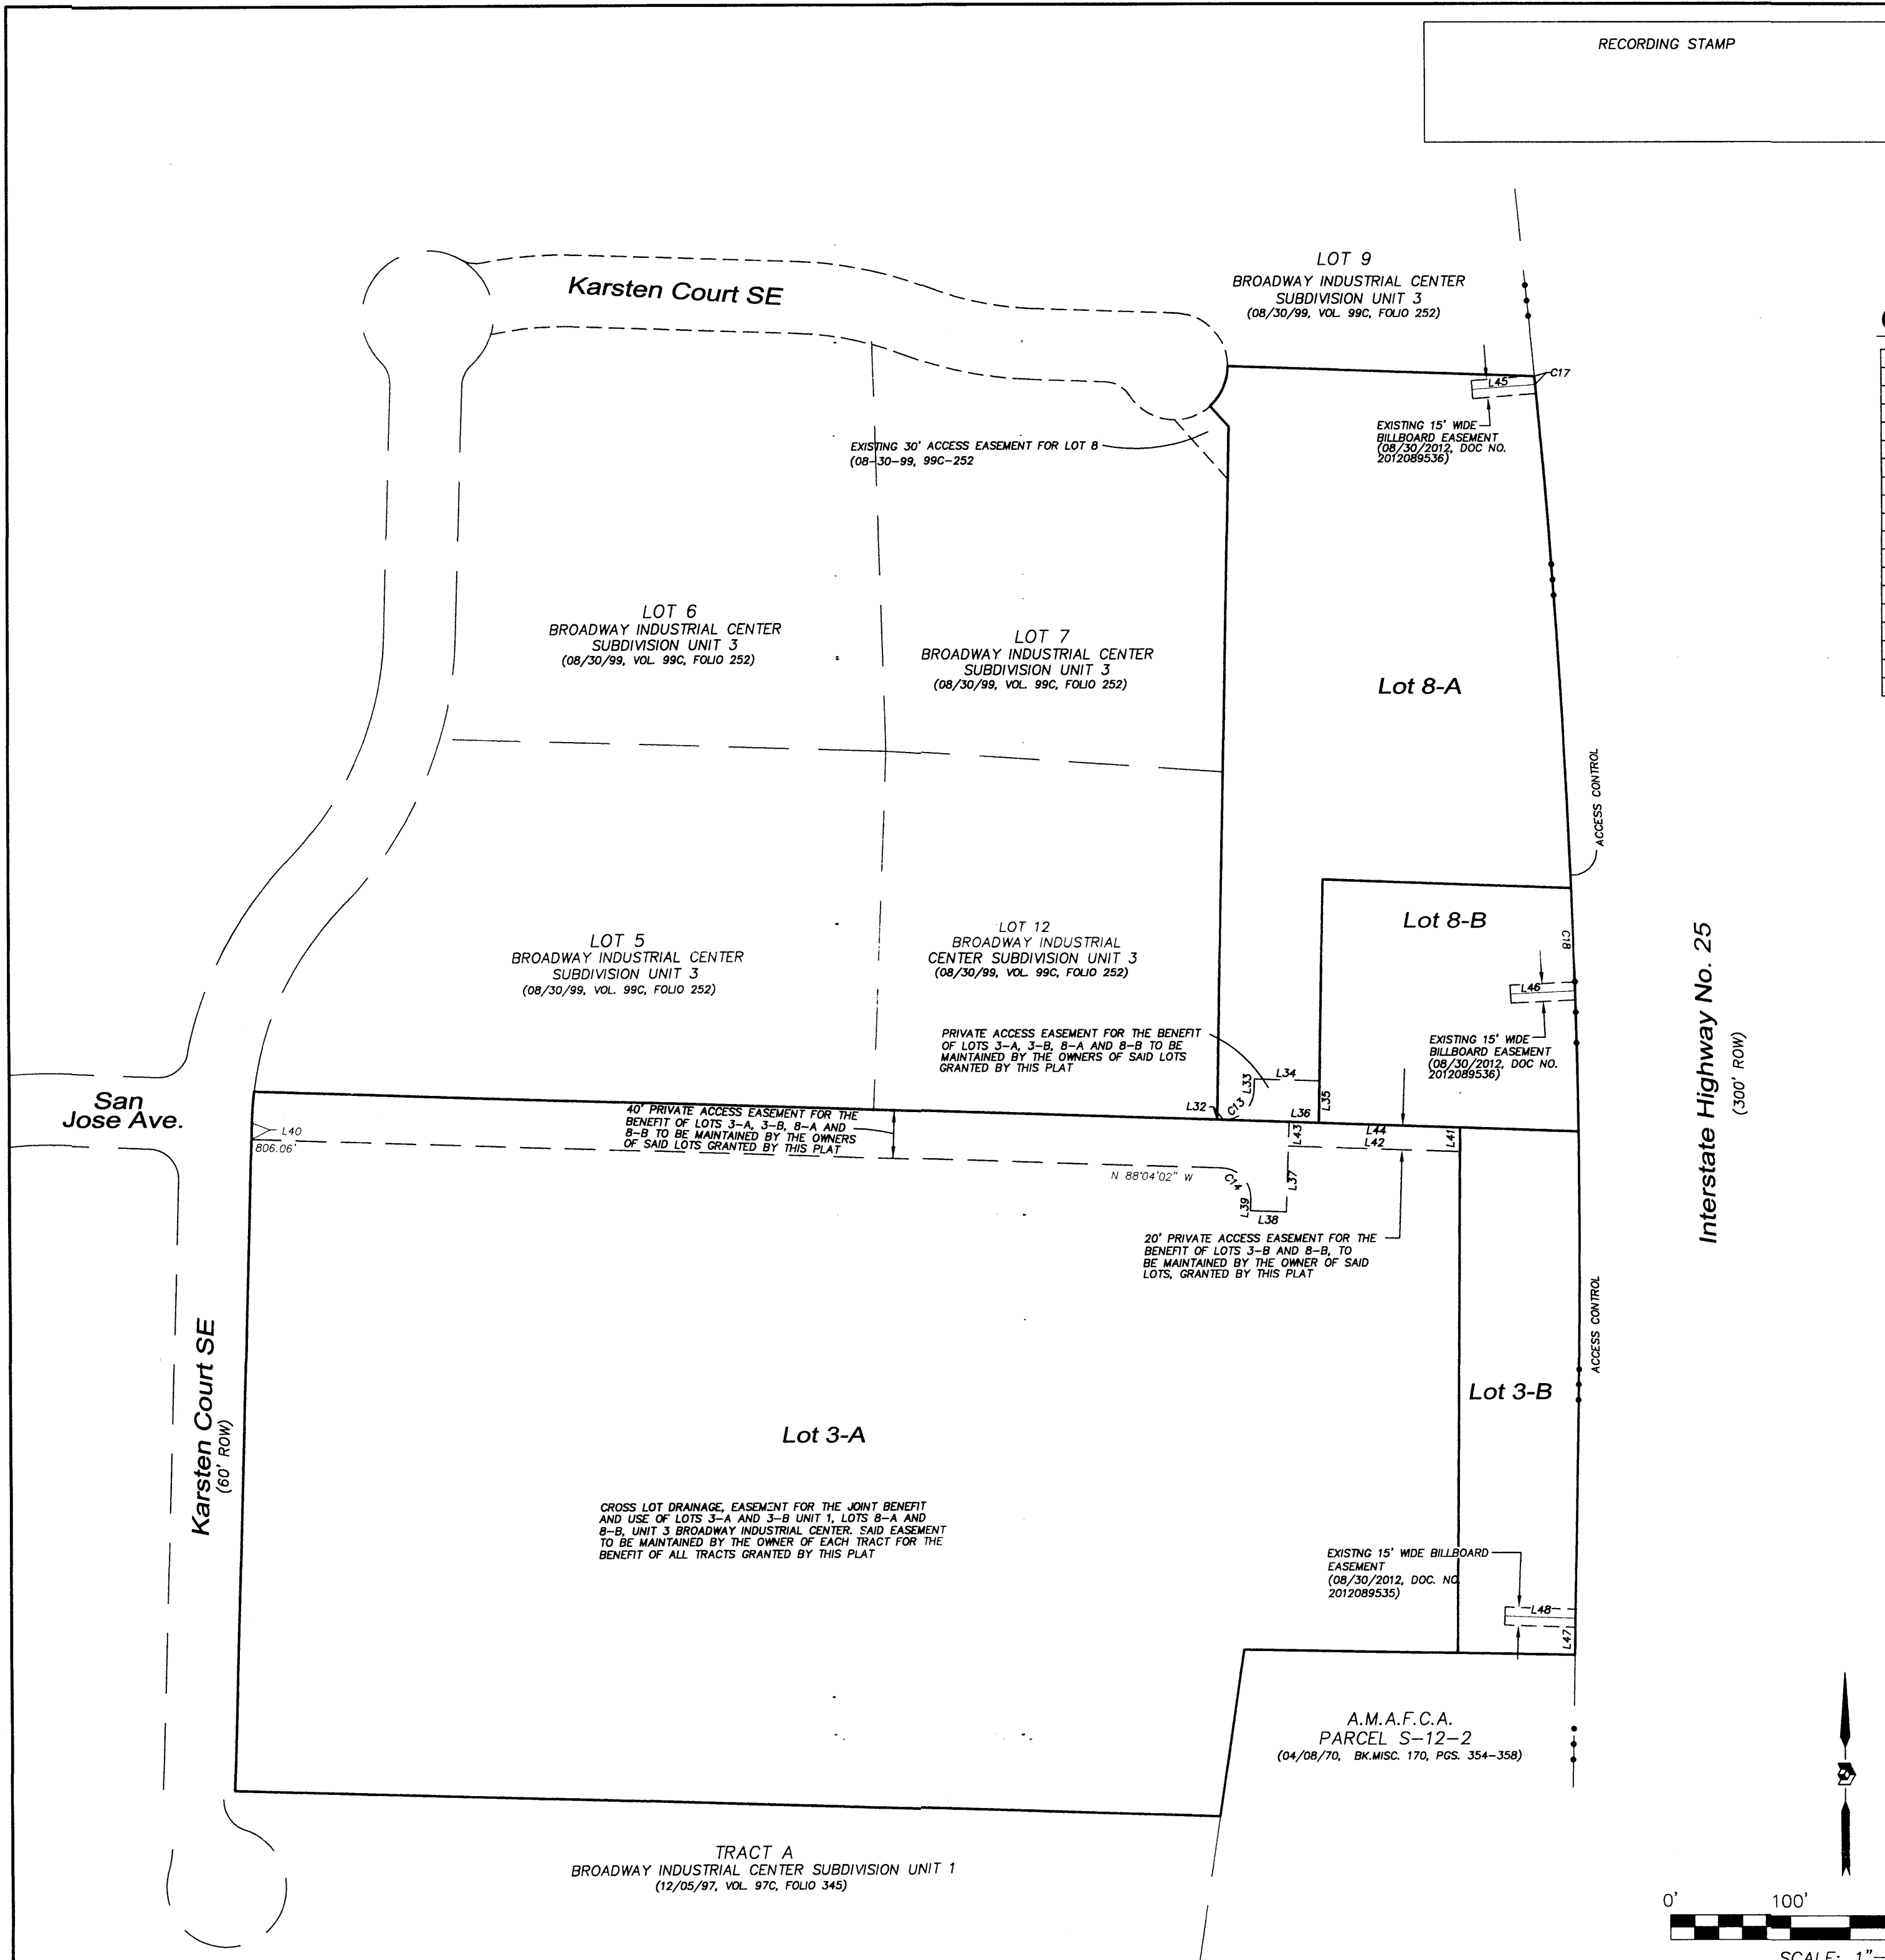 RECORDING STAMP
LOT 9
BROADWAY INDUSTRIAL CENTER
SUBDIVISION UNIT 3
(08/30/99, VOL. 99C, FOLIO 252)
Karsten Court SE
C17
L45
EXISTING 15' WIDE
BILLBOARD EASEMENT
(08/30/2012, DOC NO.
2012089536)
EXISTING 30' ACCESS EASEMENT FOR LOT 8
(08-30-99, 99C-252
LOT 6
BROADWAY INDUSTRIAL CENTER
SUBDIVISION UNIT 3
(08/30/99, VOL. 99C, FOLIO 252)
LOT 7
BROADWAY INDUSTRIAL CENTER
SUBDIVISION UNIT 3
(08/30/99, VOL. 99C, FOLIO 252)
Lot 8-A
ACCESS CONTROL
Lot 8-B
C18
LOT 5
BROADWAY INDUSTRIAL CENTER
SUBDIVISION UNIT 3
(08/30/99, VOL. 99C, FOLIO 252)
LOT 12
BROADWAY INDUSTRIAL
CENTER SUBDIVISION UNIT 3
(08/30/99, VOL. 99C, FOLIO 252)
L46
EXISTING 15' WIDE
BILLBOARD EASEMENT
(08/30/2012, DOC NO.
2012089536)
Interstate Highway No. 25
(300' ROW)
PRIVATE ACCESS EASEMENT FOR THE BENEFIT
OF LOTS 3-A, 3-B, 8-A AND 8-B TO BE
MAINTAINED BY THE OWNERS OF SAID LOTS
GRANTED BY THIS PLAT
L34
L33
L35
L32
C13
L36
San
Jose Ave.
40' PRIVATE ACCESS EASEMENT FOR THE
BENEFIT OF LOTS 3-A, 3-B, 8-A AND
8-B TO BE MAINTAINED BY THE OWNERS
OF SAID LOTS GRANTED BY THIS PLAT
L40
806.06'
L43
L44
L42
L41
N 88°04'02" W
C14
L37
L39
L38
20' PRIVATE ACCESS EASEMENT FOR THE
BENEFIT OF LOTS 3-B AND 8-B, TO
BE MAINTAINED BY THE OWNER OF SAID
LOTS, GRANTED BY THIS PLAT
ACCESS CONTROL
Karsten Court SE
(60' ROW)
Lot 3-B
Lot 3-A
CROSS LOT DRAINAGE, EASEMENT FOR THE JOINT BENEFIT
AND USE OF LOTS 3-A AND 3-B UNIT 1, LOTS 8-A AND
8-B, UNIT 3 BROADWAY INDUSTRIAL CENTER. SAID EASEMENT
TO BE MAINTAINED BY THE OWNER OF EACH TRACT FOR THE
BENEFIT OF ALL TRACTS GRANTED BY THIS PLAT
EXISTNG 15' WIDE BILLBOARD
EASEMENT
(08/30/2012, DOC. NO.
2012089535)
L48
L47
A.M.A.F.C.A.
PARCEL S-12-2
(04/08/70, BK.MISC. 170, PGS. 354-358)
TRACT A
BROADWAY INDUSTRIAL CENTER SUBDIVISION UNIT 1
(12/05/97, VOL. 97C, FOLIO 345)
0' 100'
SCALE: 1"